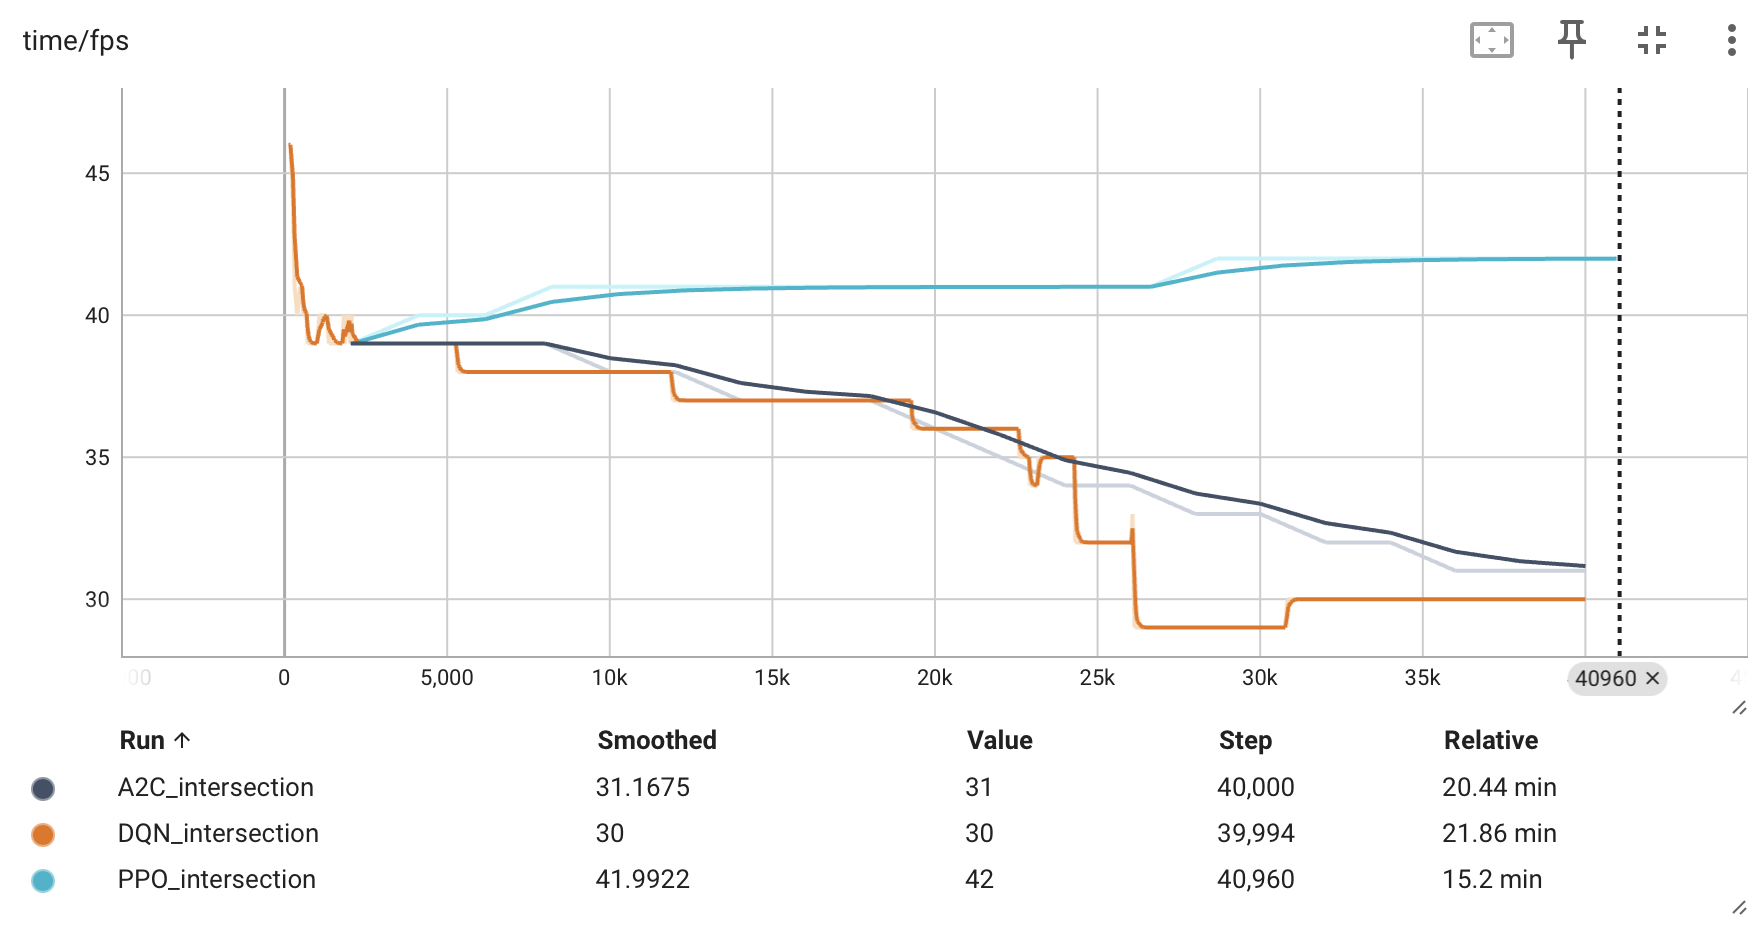 time/fps
45
40
35
30
00 0 5,000 10k 15k 20k 25k 30k 35k 40960 ×
Run ↑ Smoothed Value Step Relative
A2C_intersection 31.1675 31 40,000 20.44 min
DQN_intersection 30 30 39,994 21.86 min
PPO_intersection 41.9922 42 40,960 15.2 min